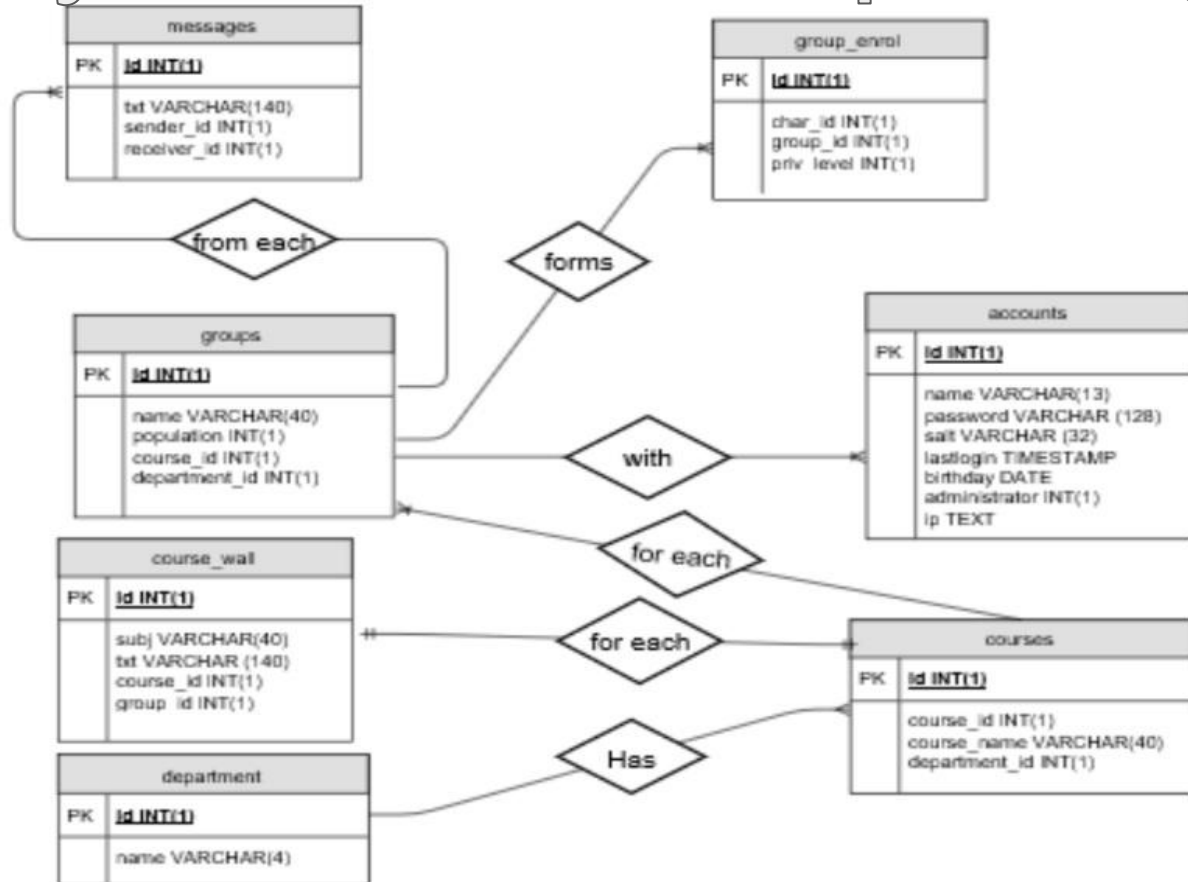 messages
PK Id INT(1)
txt VARCHAR(140)
sender_id INT(1)
receiver_id INT(1)
group_enrol
PK Id INT(1)
char_id INT(1)
group_id INT(1)
priv_level INT(1)
from each
forms
groups
PK Id INT(1)
name VARCHAR(40)
population INT(1)
course_id INT(1)
department_id INT(1)
accounts
PK Id INT(1)
name VARCHAR(13)
password VARCHAR (128)
salt VARCHAR (32)
lastlogin TIMESTAMP
birthday DATE
administrator INT(1)
ip TEXT
with
for each
course_wall
PK Id INT(1)
subj VARCHAR(40)
txt VARCHAR (140)
course_id INT(1)
group_id INT(1)
for each
courses
PK Id INT(1)
course_id INT(1)
course_name VARCHAR(40)
department_id INT(1)
Has
department
PK Id INT(1)
name VARCHAR(4)